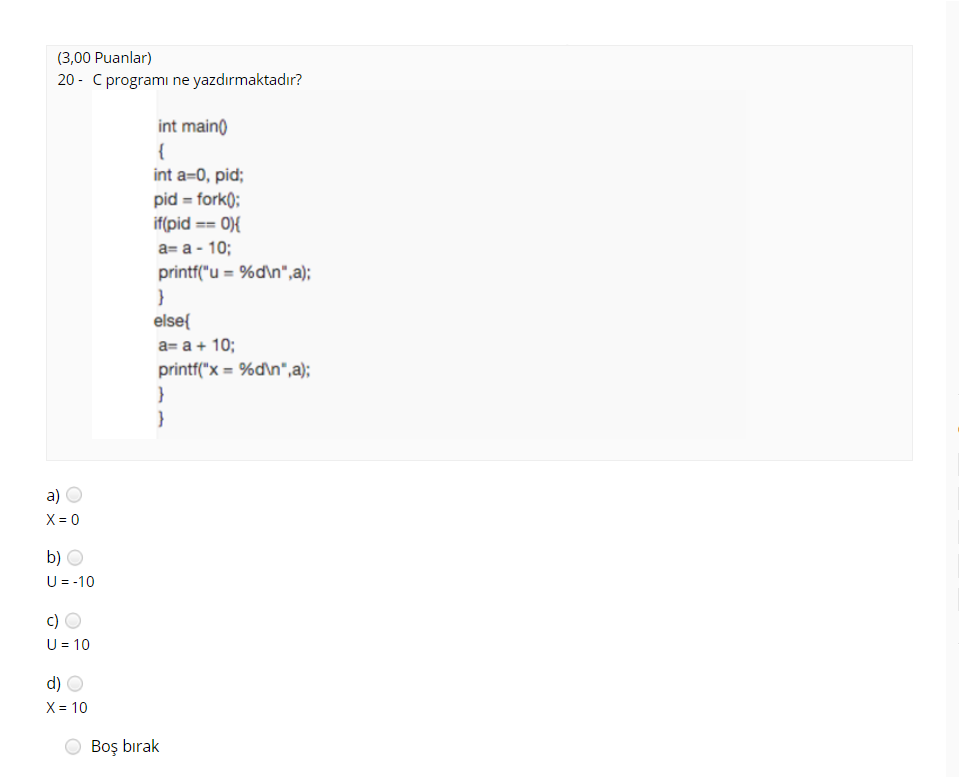 (3,00 Puanlar)
20 - C programı ne yazdırmaktadır?
int main()
{
int a=0, pid;
pid = fork();
if(pid == 0){
a= a - 10;
printf("u = %d\n",a);
}
else{
a= a + 10;
printf("x = %d\n",a);
}
}
a)
X = 0
b)
U = -10
c)
U = 10
d)
X = 10
Boş bırak